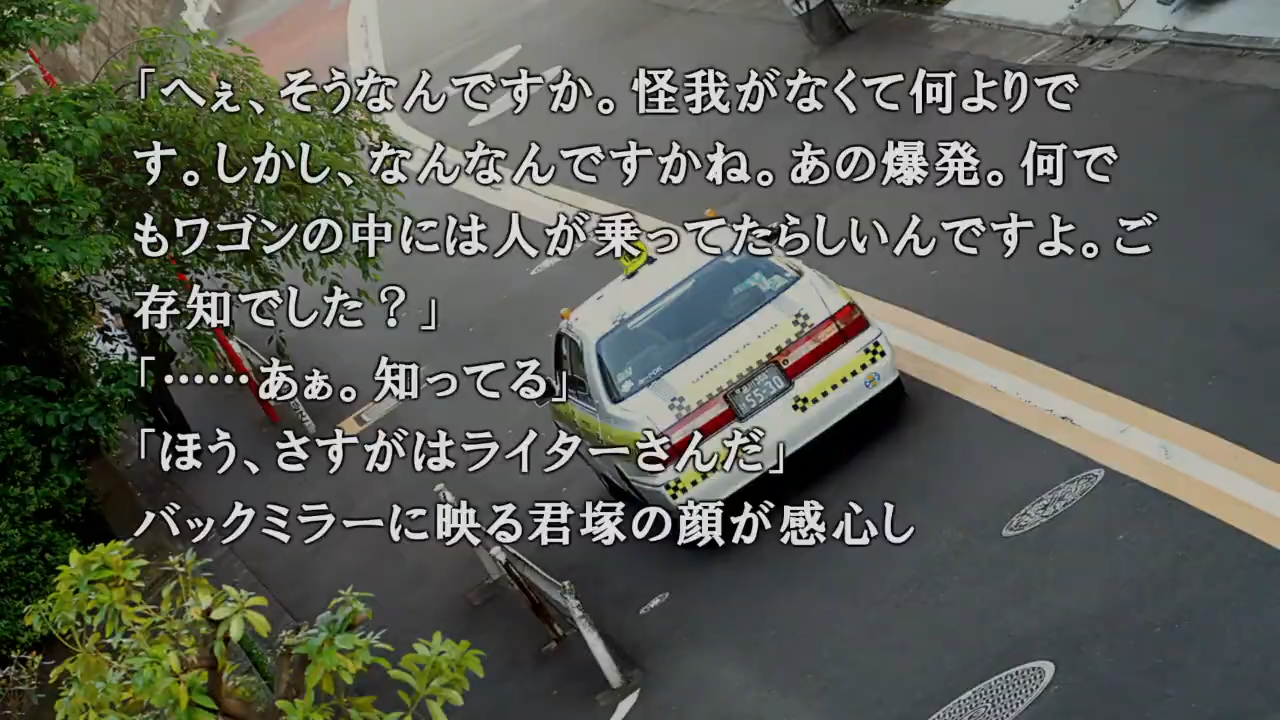 「へぇ、そうなんですか。怪我がなくて何よりで
す。しかし、なんなんですかね。あの爆発。何で
もワゴンの中には人が乗ってたらしいんですよ。ご
存知でした？」
「……あぁ。知ってる」
「ほう、さすがはライターさんだ」
バックミラーに映る君塚の顔が感心し
55-30